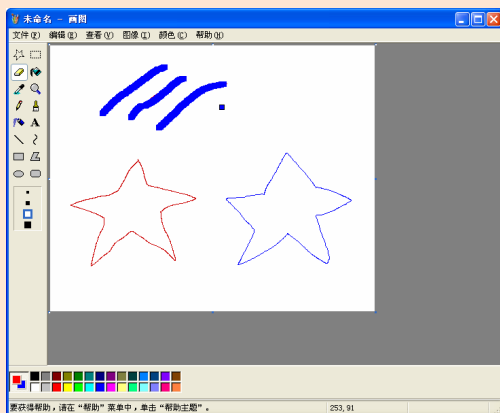 未命名 - 画图
文件(F) 编辑(E) 查看(V) 图像(I) 颜色(C) 帮助(H)
A
要获得帮助，请在“帮助”菜单中，单击“帮助主题”。 253,91